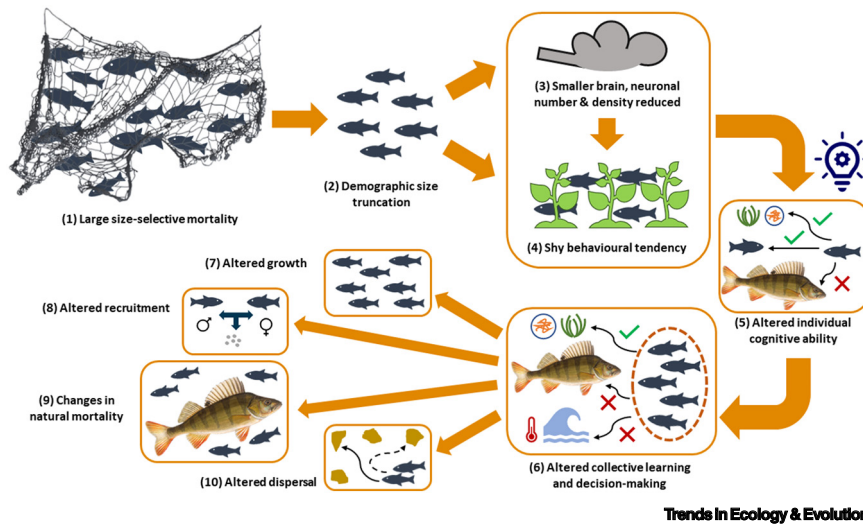 (1) Large size-selective mortality
(2) Demographic size
truncation
(3) Smaller brain, neuronal
number & density reduced
(4) Shy behavioural tendency
(5) Altered individual
cognitive ability
(6) Altered collective learning
and decision-making
(7) Altered growth
(8) Altered recruitment
♂ ♀
(9) Changes in
natural mortality
(10) Altered dispersal
Trends in Ecology & Evolution